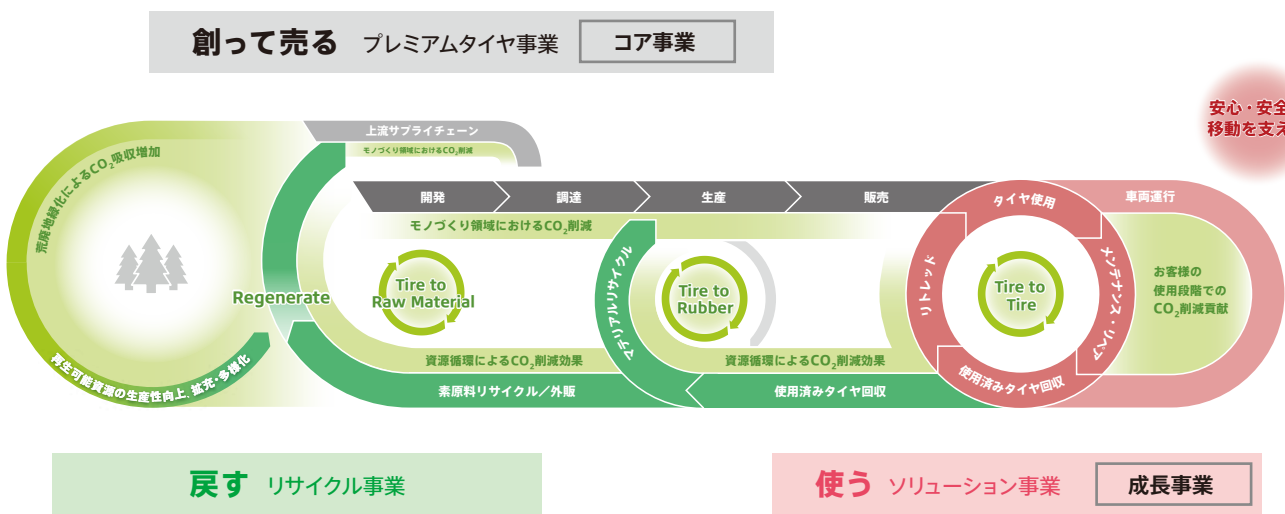 創って売る プレミアムタイヤ事業 コア事業
安心・安全
移動を支え
上流サプライチェーン
モノづくり領域におけるCO₂削減
荒廃地緑化によるCO₂吸収増加
開発 調達 生産 販売
タイヤ使用
車両運行
モノづくり領域におけるCO₂削減
マテリアルリサイクル
リトレッド
メンテナンス・リペア
Regenerate
Tire to
Raw Material
Tire to
Rubber
Tire to
Tire
お客様の
使用段階での
CO₂削減貢献
資源循環によるCO₂削減効果
資源循環によるCO₂削減効果
使用済みタイヤ回収
再生可能資源の生産性向上、拡充・多様化
素原料リサイクル／外販
使用済みタイヤ回収
戻す リサイクル事業
使う ソリューション事業 成長事業